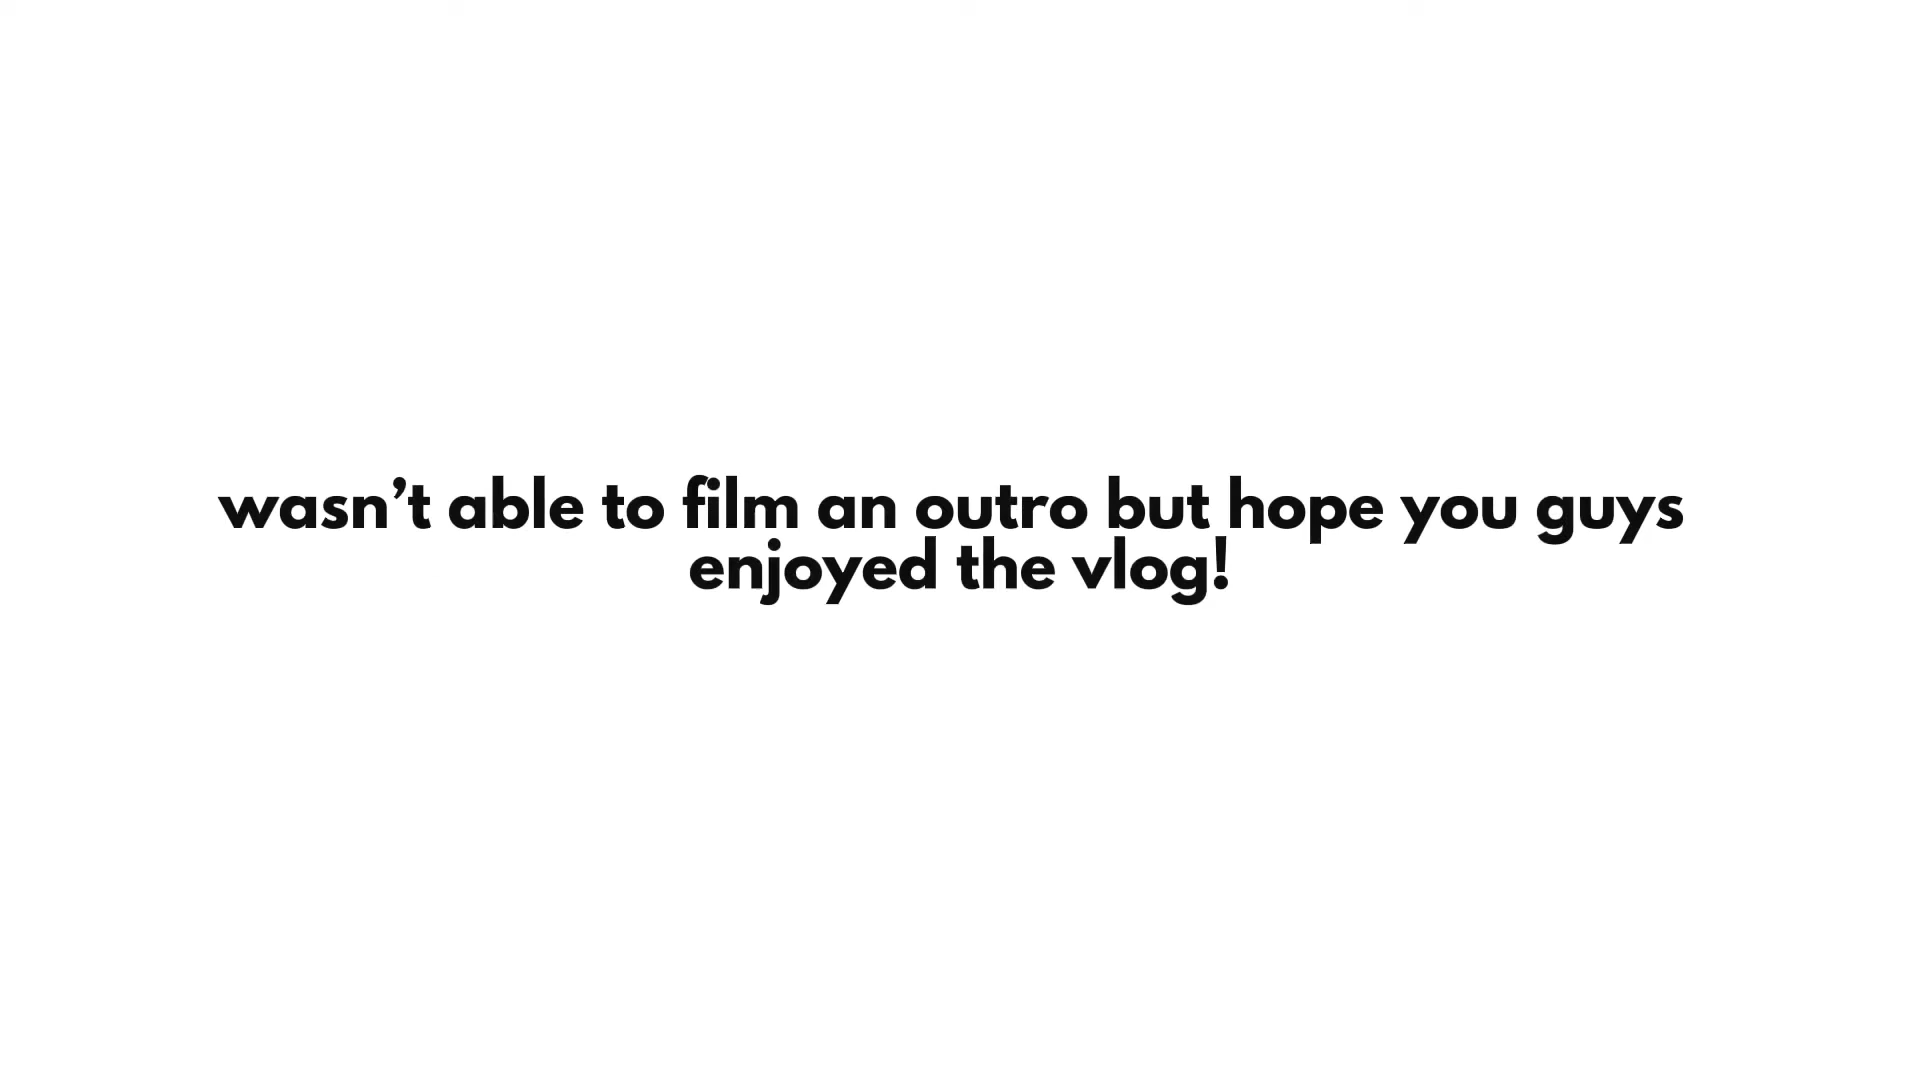 wasn’t able to film an outro but hope you guys
enjoyed the vlog!